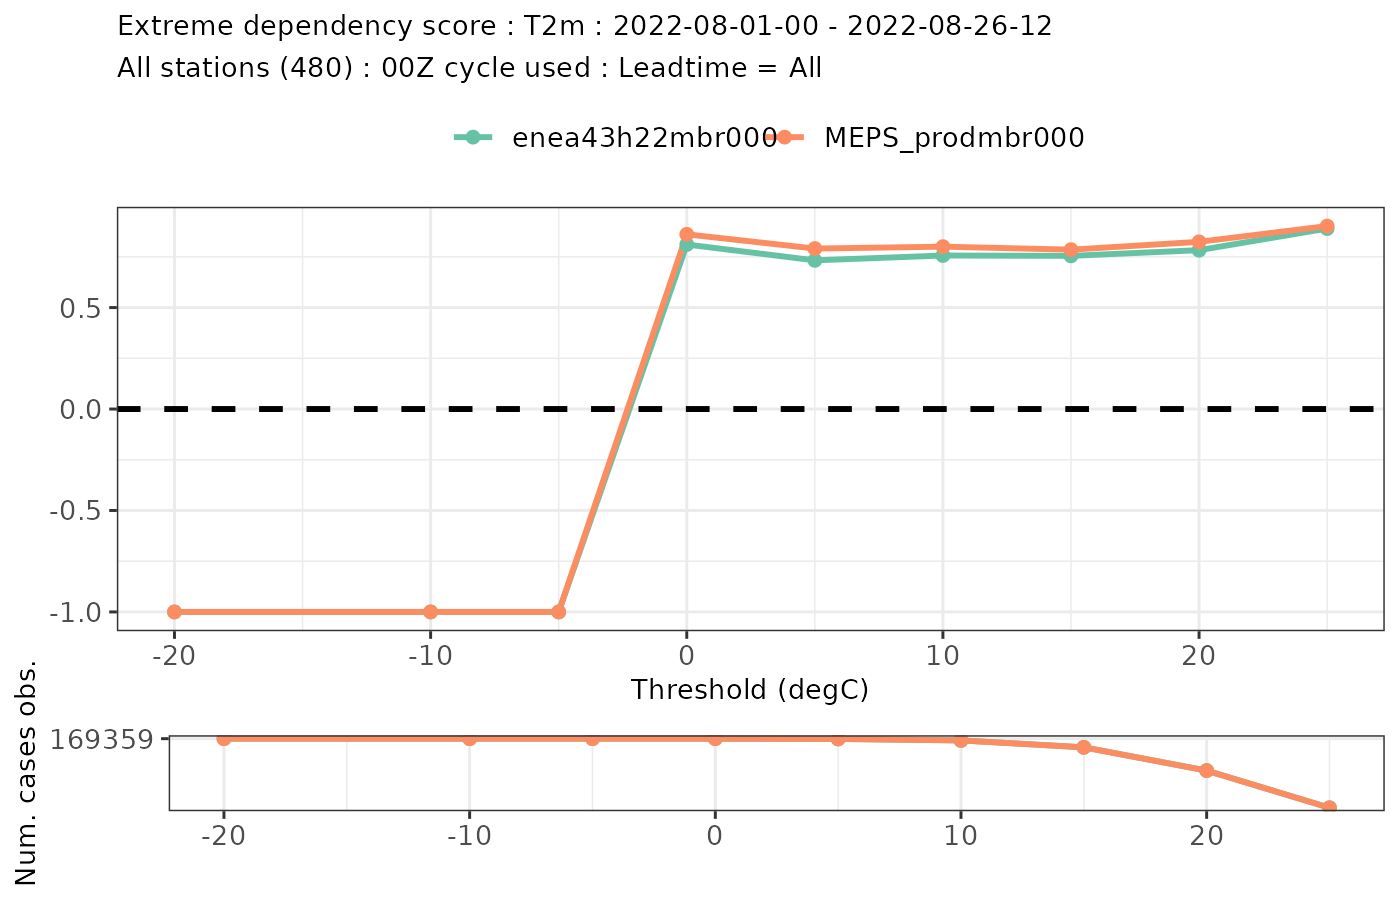 Extreme dependency score : T2m : 2022-08-01-00 - 2022-08-26-12
All stations (480) : 00Z cycle used : Leadtime = All
enea43h22mbr000 MEPS_prodmbr000
0.5
0.0
-0.5
-1.0
-20 -10 0 10 20
Threshold (degC)
Num. cases obs.
169359
-20 -10 0 10 20